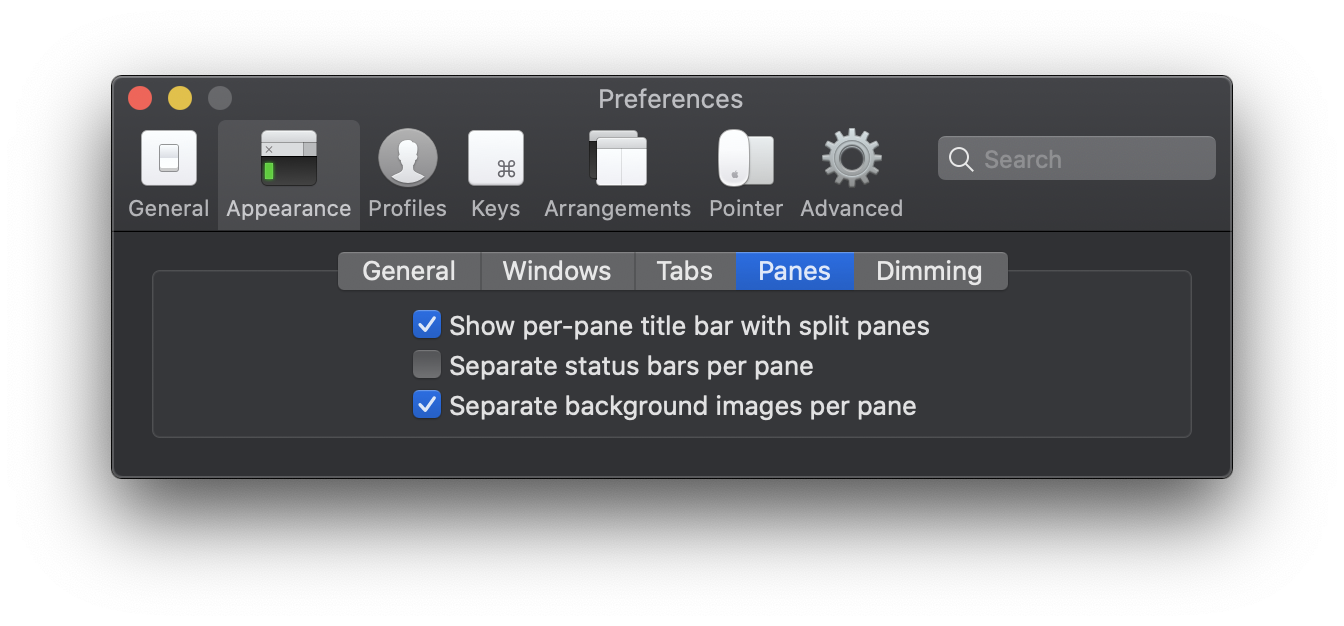 Preferences
General Appearance Profiles Keys Arrangements Pointer Advanced Search
General Windows Tabs Panes Dimming
Show per-pane title bar with split panes
Separate status bars per pane
Separate background images per pane